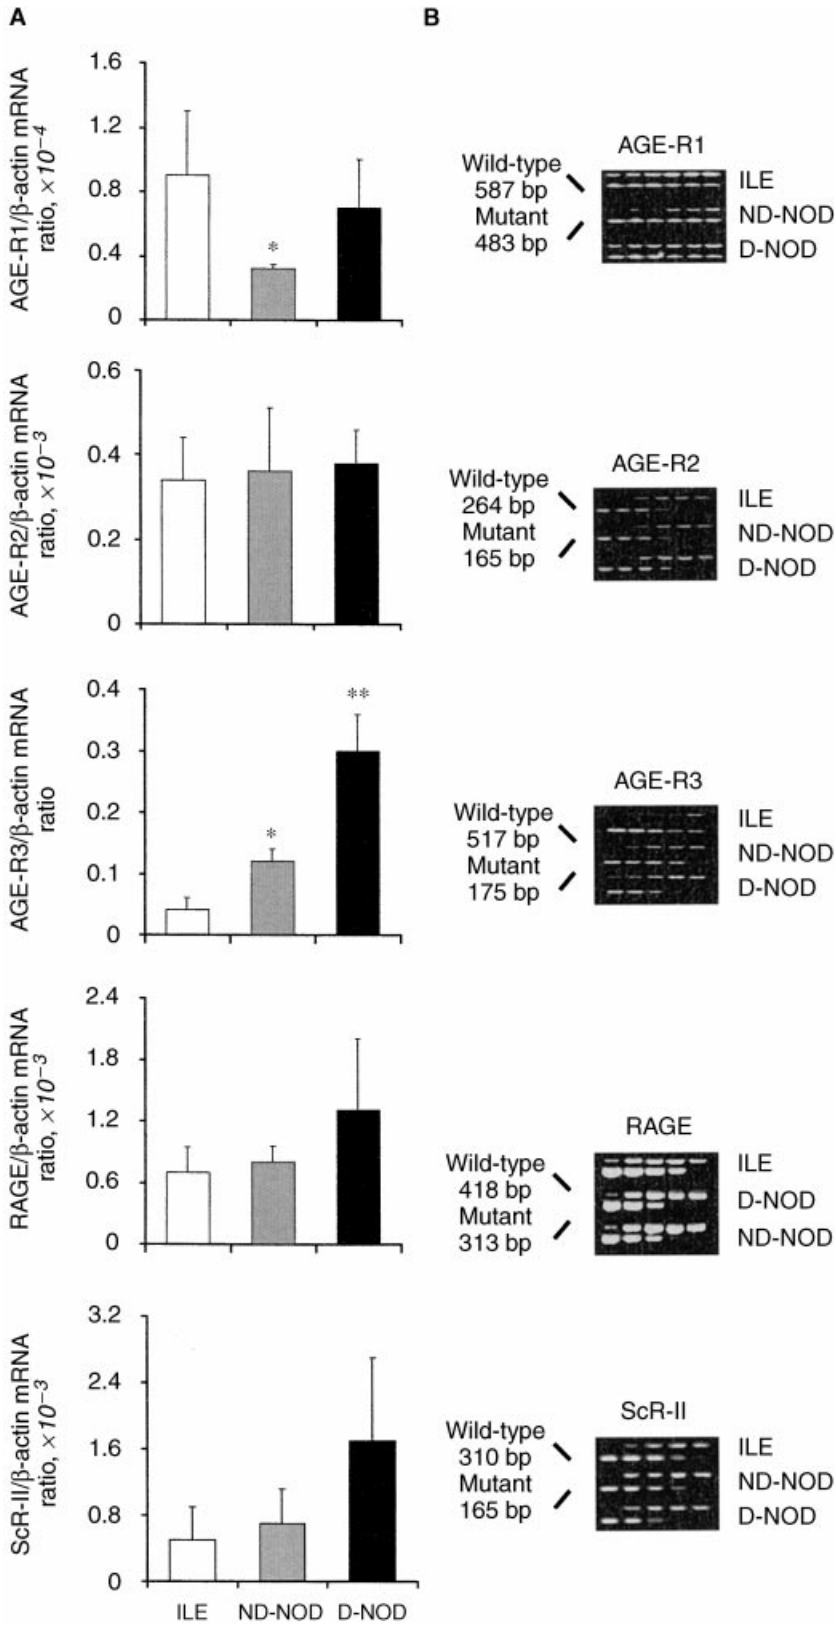 A
B
AGE-R1/β-actin mRNA
ratio, ×10−4
1.6
1.2
0.8
0.4
0
*
AGE-R1
Wild-type
587 bp
Mutant
483 bp
ILE
ND-NOD
D-NOD
AGE-R2/β-actin mRNA
ratio, ×10−3
0.6
0.4
0.2
0
AGE-R2
Wild-type
264 bp
Mutant
165 bp
ILE
ND-NOD
D-NOD
AGE-R3/β-actin mRNA
ratio
0.4
0.3
0.2
0.1
0
*
**
AGE-R3
Wild-type
517 bp
Mutant
175 bp
ILE
ND-NOD
D-NOD
RAGE/β-actin mRNA
ratio, ×10−3
2.4
1.8
1.2
0.6
0
RAGE
Wild-type
418 bp
Mutant
313 bp
ILE
D-NOD
ND-NOD
ScR-II/β-actin mRNA
ratio, ×10−3
3.2
2.4
1.6
0.8
0
ILE ND-NOD D-NOD
ScR-II
Wild-type
310 bp
Mutant
165 bp
ILE
ND-NOD
D-NOD